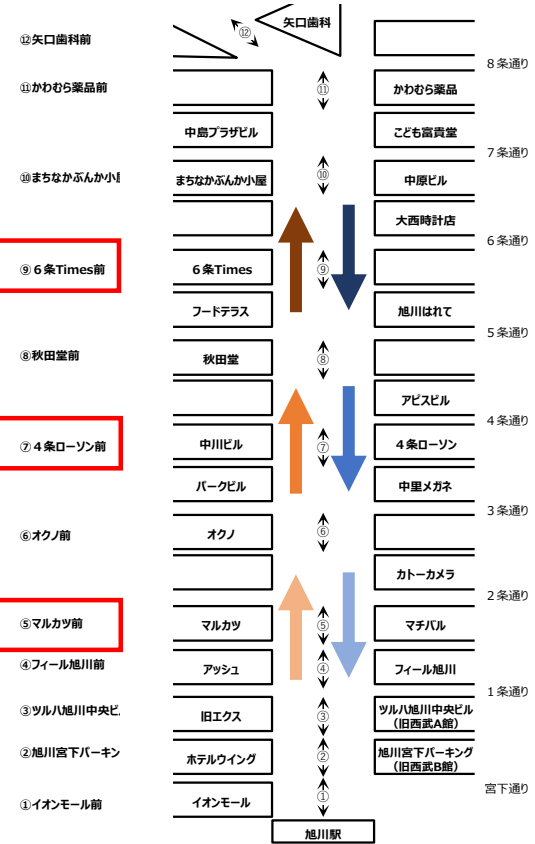 矢口歯科
⑫矢口歯科前
⑫
8条通り
⑪かわむら薬品前
⑪
かわむら薬品
中島プラザビル
こども富貴堂
7条通り
⑩まちなかぶんか小屋
まちなかぶんか小屋
⑩
中原ビル
大西時計店
6条通り
⑨6条Times前
6条Times
⑨
フードテラス
旭川はれて
5条通り
⑧秋田堂前
秋田堂
⑧
アピスビル
4条通り
⑦4条ローソン前
中川ビル
⑦
4条ローソン
パークビル
中里メガネ
3条通り
⑥オクノ前
オクノ
⑥
カトーカメラ
2条通り
⑤マルカツ前
マルカツ
⑤
マチバル
④フィール旭川前
アッシュ
④
フィール旭川
1条通り
③ツルハ旭川中央ビ
旧エクス
③
ツルハ旭川中央ビル
（旧西武A館）
②旭川宮下パーキン
ホテルウイング
②
旭川宮下パーキング
（旧西武B館）
宮下通り
①イオンモール前
イオンモール
①
旭川駅